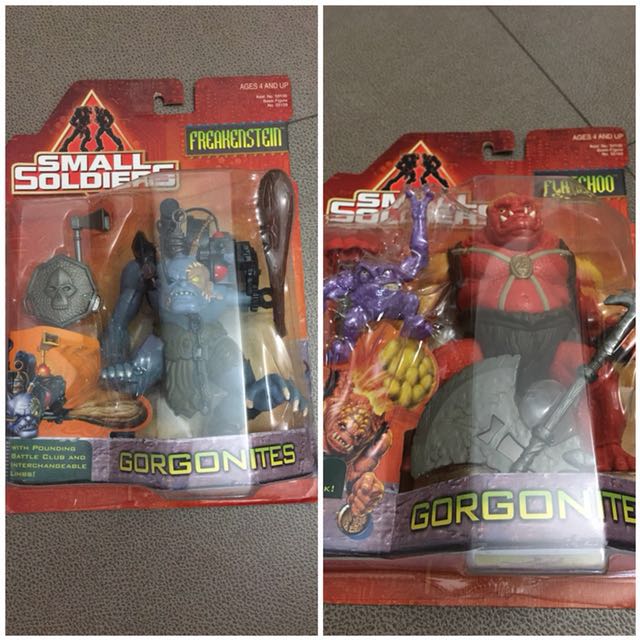 AGES 4 AND UP
FREAKENSTEIN
SMALL
SOLDIERS
WITH POUNDING
BATTLE CLUB AND
INTERCHANGEABLE
LIMBS!
GORGONITES
AGES 4 AND UP
SMALL
SOLDIERS
GORGONITES